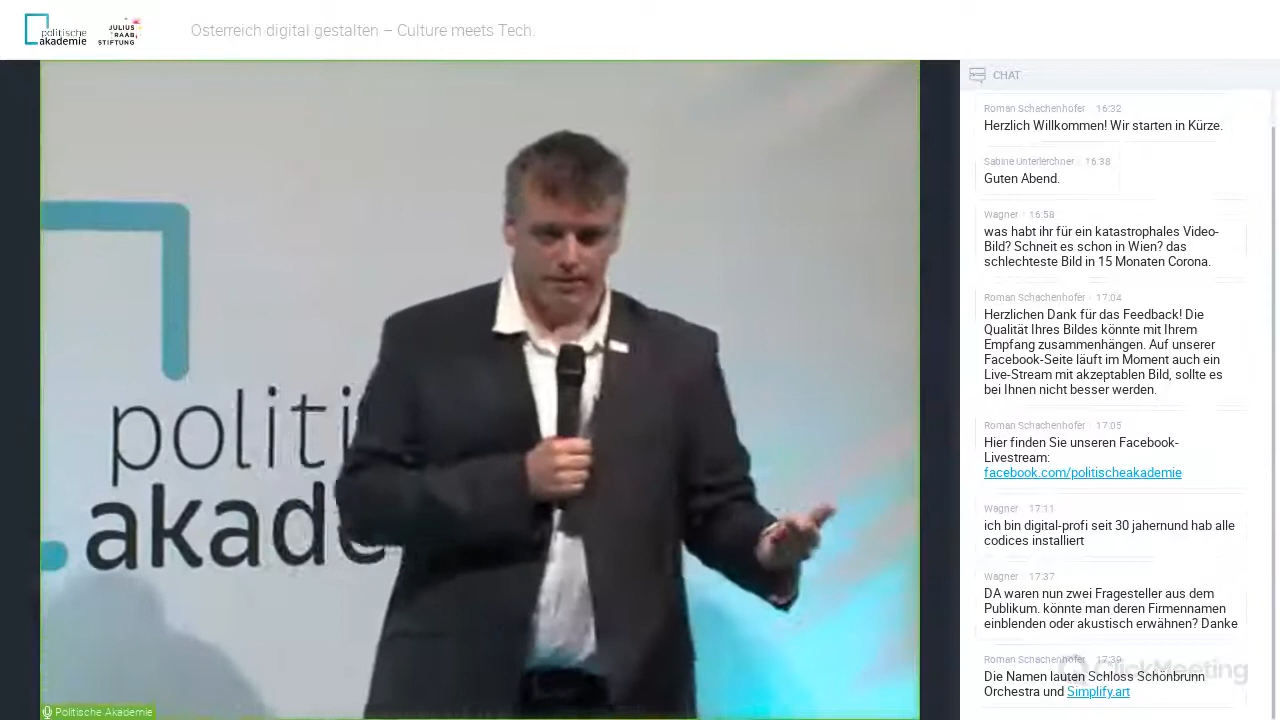 politische
akademie
JULIUS
RAAB
STIFTUNG
Österreich digital gestalten – Culture meets Tech.
politi
akade
Politische Akademie
CHAT
Roman Schachenhofer 16:32
Herzlich Willkommen! Wir starten in Kürze.
Sabine Unterlerchner 16:38
Guten Abend.
Wagner 16:58
was habt ihr für ein katastrophales Video-
Bild? Schneit es schon in Wien? das
schlechteste Bild in 15 Monaten Corona.
Roman Schachenhofer 17:04
Herzlichen Dank für das Feedback! Die
Qualität Ihres Bildes könnte mit Ihrem
Empfang zusammenhängen. Auf unserer
Facebook-Seite läuft im Moment auch ein
Live-Stream mit akzeptablen Bild, sollte es
bei Ihnen nicht besser werden.
Roman Schachenhofer 17:05
Hier finden Sie unseren Facebook-
Livestream:
facebook.com/politischeakademie
Wagner 17:11
ich bin digital-profi seit 30 jahernund hab alle
codices installiert
Wagner 17:37
DA waren nun zwei Fragesteller aus dem
Publikum. könnte man deren Firmennamen
einblenden oder akustisch erwähnen? Danke
Roman Schachenhofer 17:39
Die Namen lauten Schloss Schönbrunn
Orchestra und Simplify.art
ClickMeeting